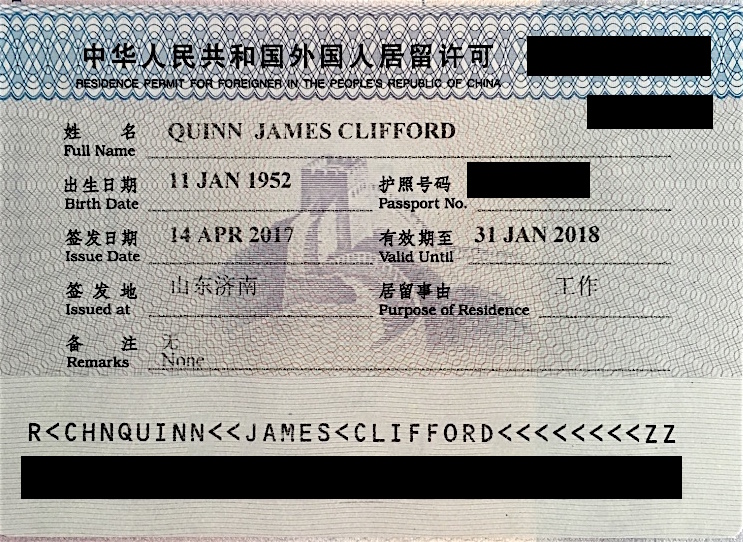 中华人民共和国外国人居留许可
RESIDENCE PERMIT FOR FOREIGNER IN THE PEOPLE'S REPUBLIC OF CHINA
姓 名 QUINN JAMES CLIFFORD
Full Name
出生日期 11 JAN 1952 护照号码
Birth Date Passport No.
签发日期 14 APR 2017 有效期至 31 JAN 2018
Issue Date Valid Until
签发地 山东济南 居留事由 工作
Issued at Purpose of Residence
备 注 无
Remarks None
R<CHNQUINN<<JAMES<CLIFFORD<<<<<<<<ZZ